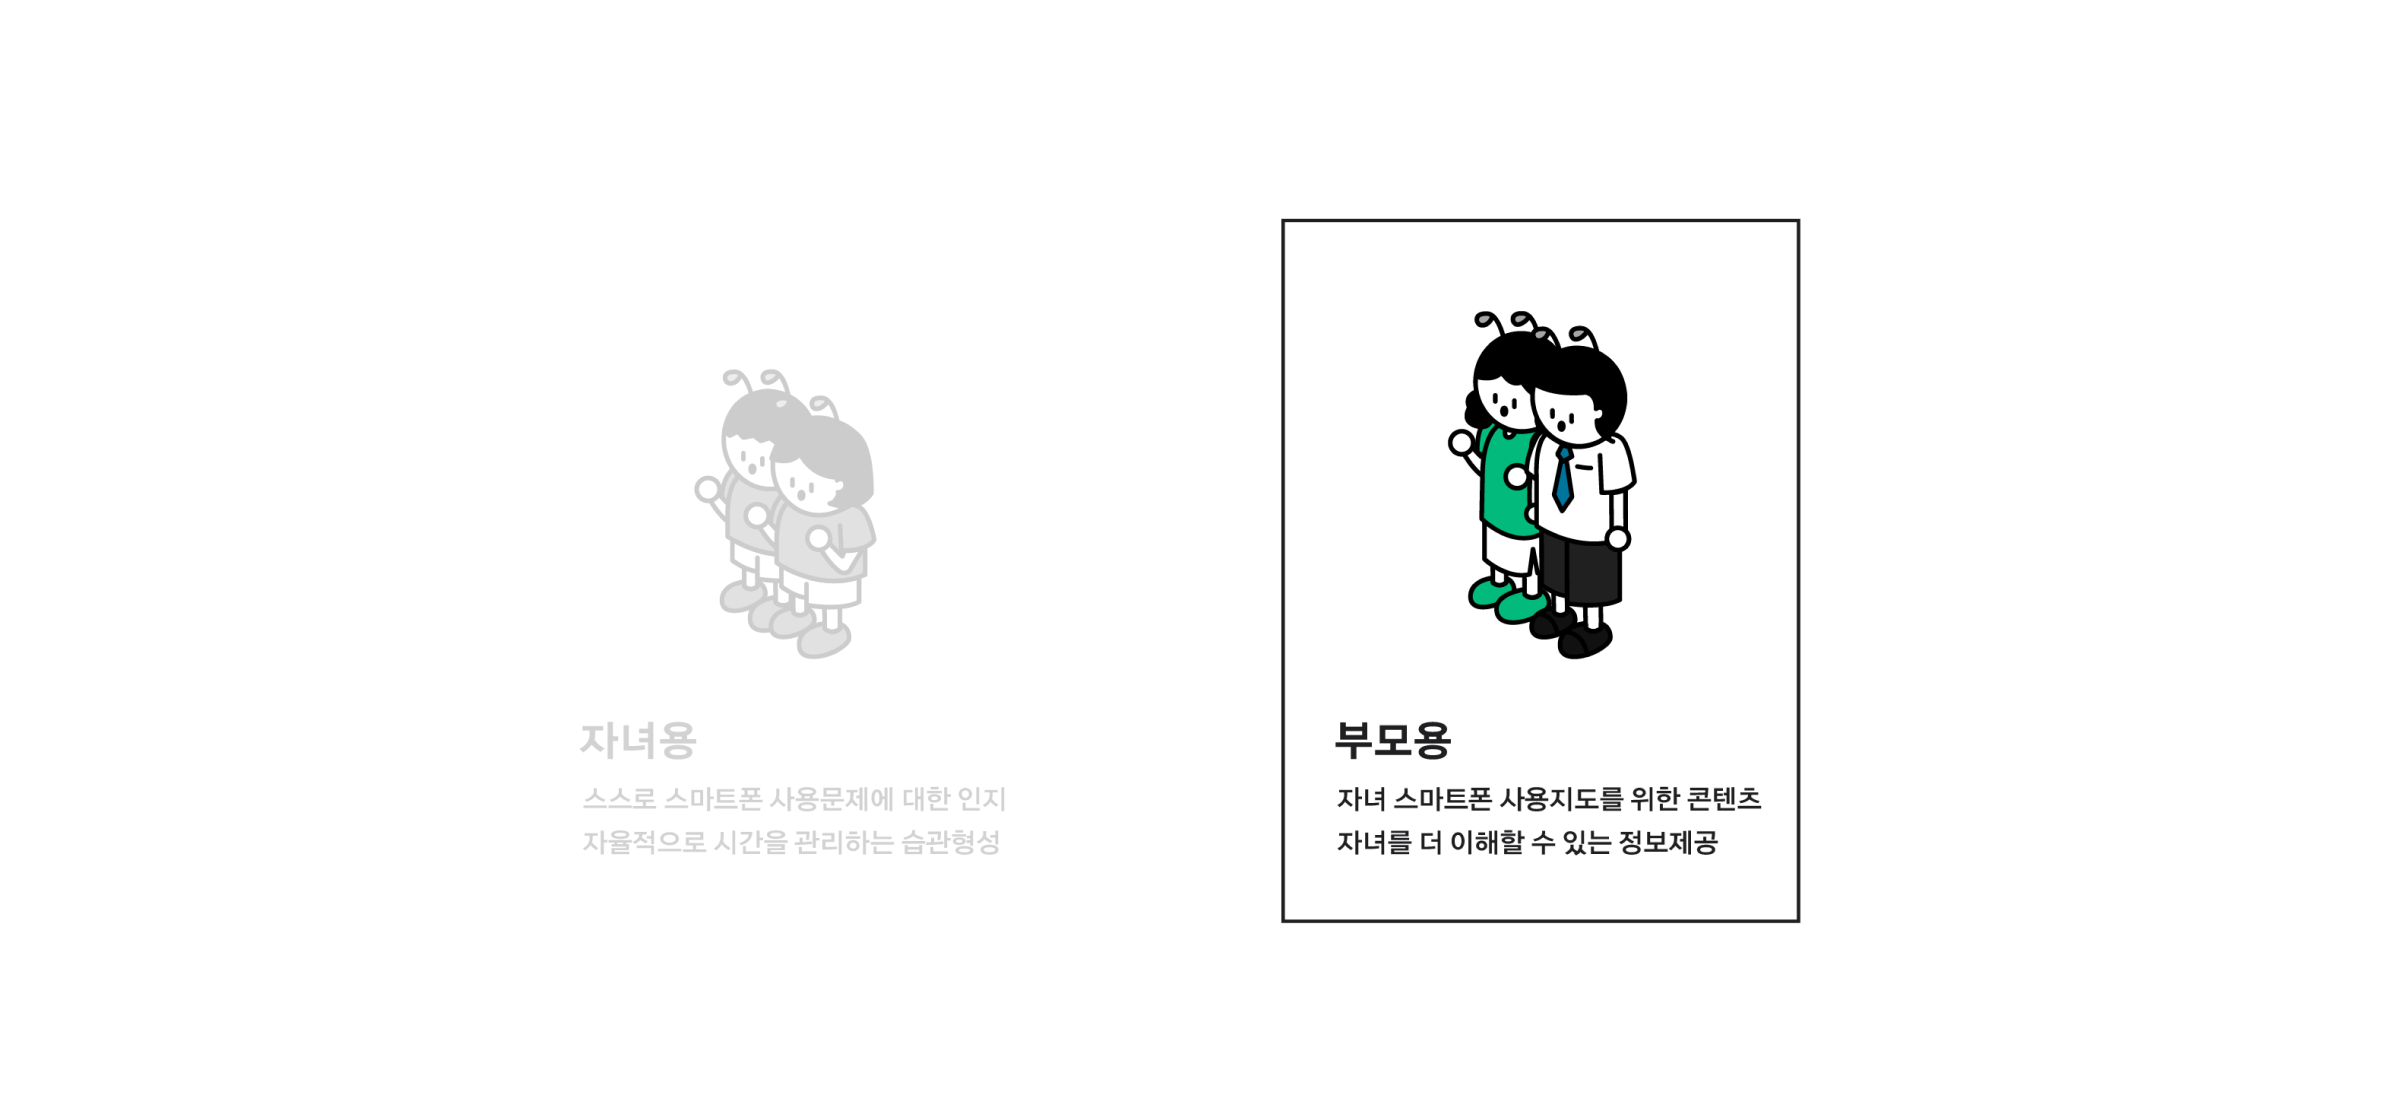 자녀용
스스로 스마트폰 사용문제에 대한 인지
자율적으로 시간을 관리하는 습관형성
부모용
자녀 스마트폰 사용지도를 위한 콘텐츠
자녀를 더 이해할 수 있는 정보제공